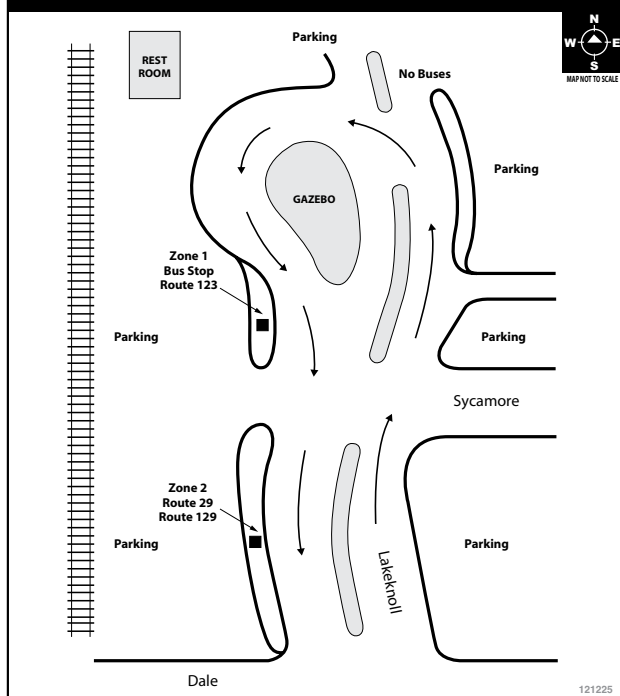 N
W E
S
MAP NOT TO SCALE
Parking
REST
ROOM
No Buses
Parking
GAZEBO
Zone 1
Bus Stop
Route 123
Parking
Parking
Sycamore
Zone 2
Route 29
Route 129
Parking
Parking
Lakeknoll
Dale
121225